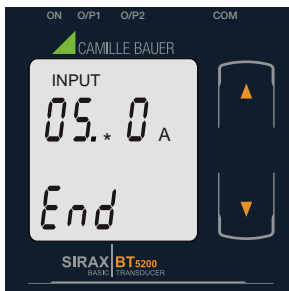 ON O/P1 O/P2 COM
CAMILLE BAUER
INPUT
05.* 0 A
End
SIRAX BT5200
BASIC TRANSDUCER